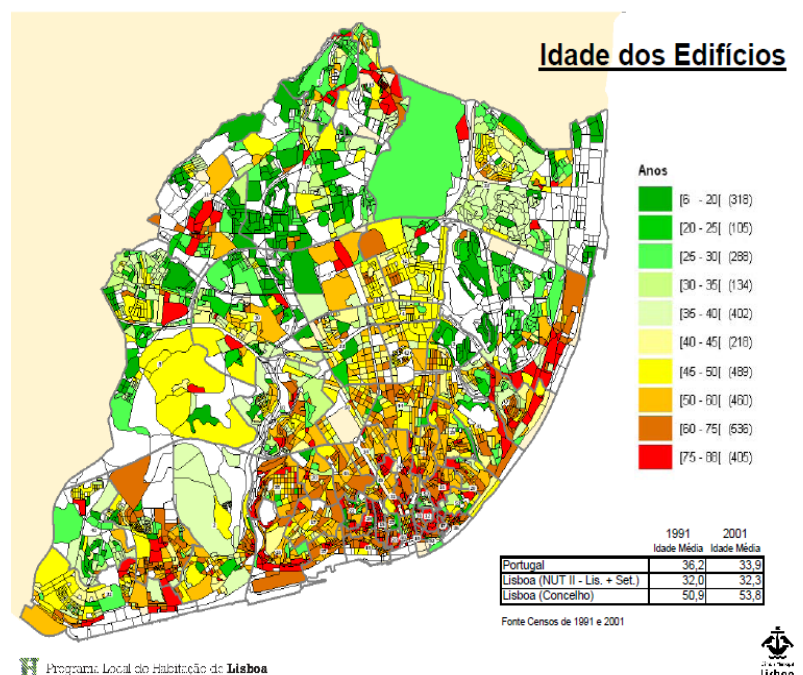 Idade dos Edifícios
Anos
[6 - 20[ (318)
[20 - 25[ (105)
[25 - 30[ (288)
[30 - 35[ (134)
[35 - 40[ (402)
[40 - 45[ (218)
[45 - 50[ (489)
[50 - 60[ (460)
[60 - 75[ (536)
[75 - 88[ (405)
1991 2001
Idade Média Idade Média
Portugal 36,2 33,9
Lisboa (NUT II - Lis. + Set.) 32,0 32,3
Lisboa (Concelho) 50,9 53,8
Fonte Censos de 1991 e 2001
Programa Local de Habitação de Lisboa
Lisboa